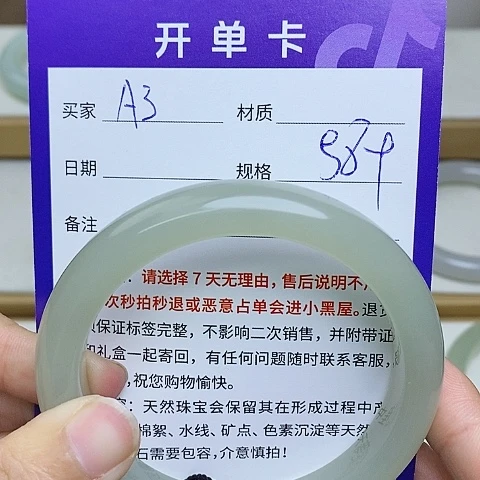 开单卡
买家 A3 材质
日期 规格
备注
：请选择7天无理由，售后说明不
次秒拍秒退或恶意占单会进小黑屋。退
保证标签完整，不影响二次销售，并附带证
礼盒一起寄回，有任何问题随时联系客服，
，祝您购物愉快。
：天然珠宝会保留其在形成过程中产
棉絮、水线、矿点、色素沉淀等天然
石需要包容，介意慎拍！